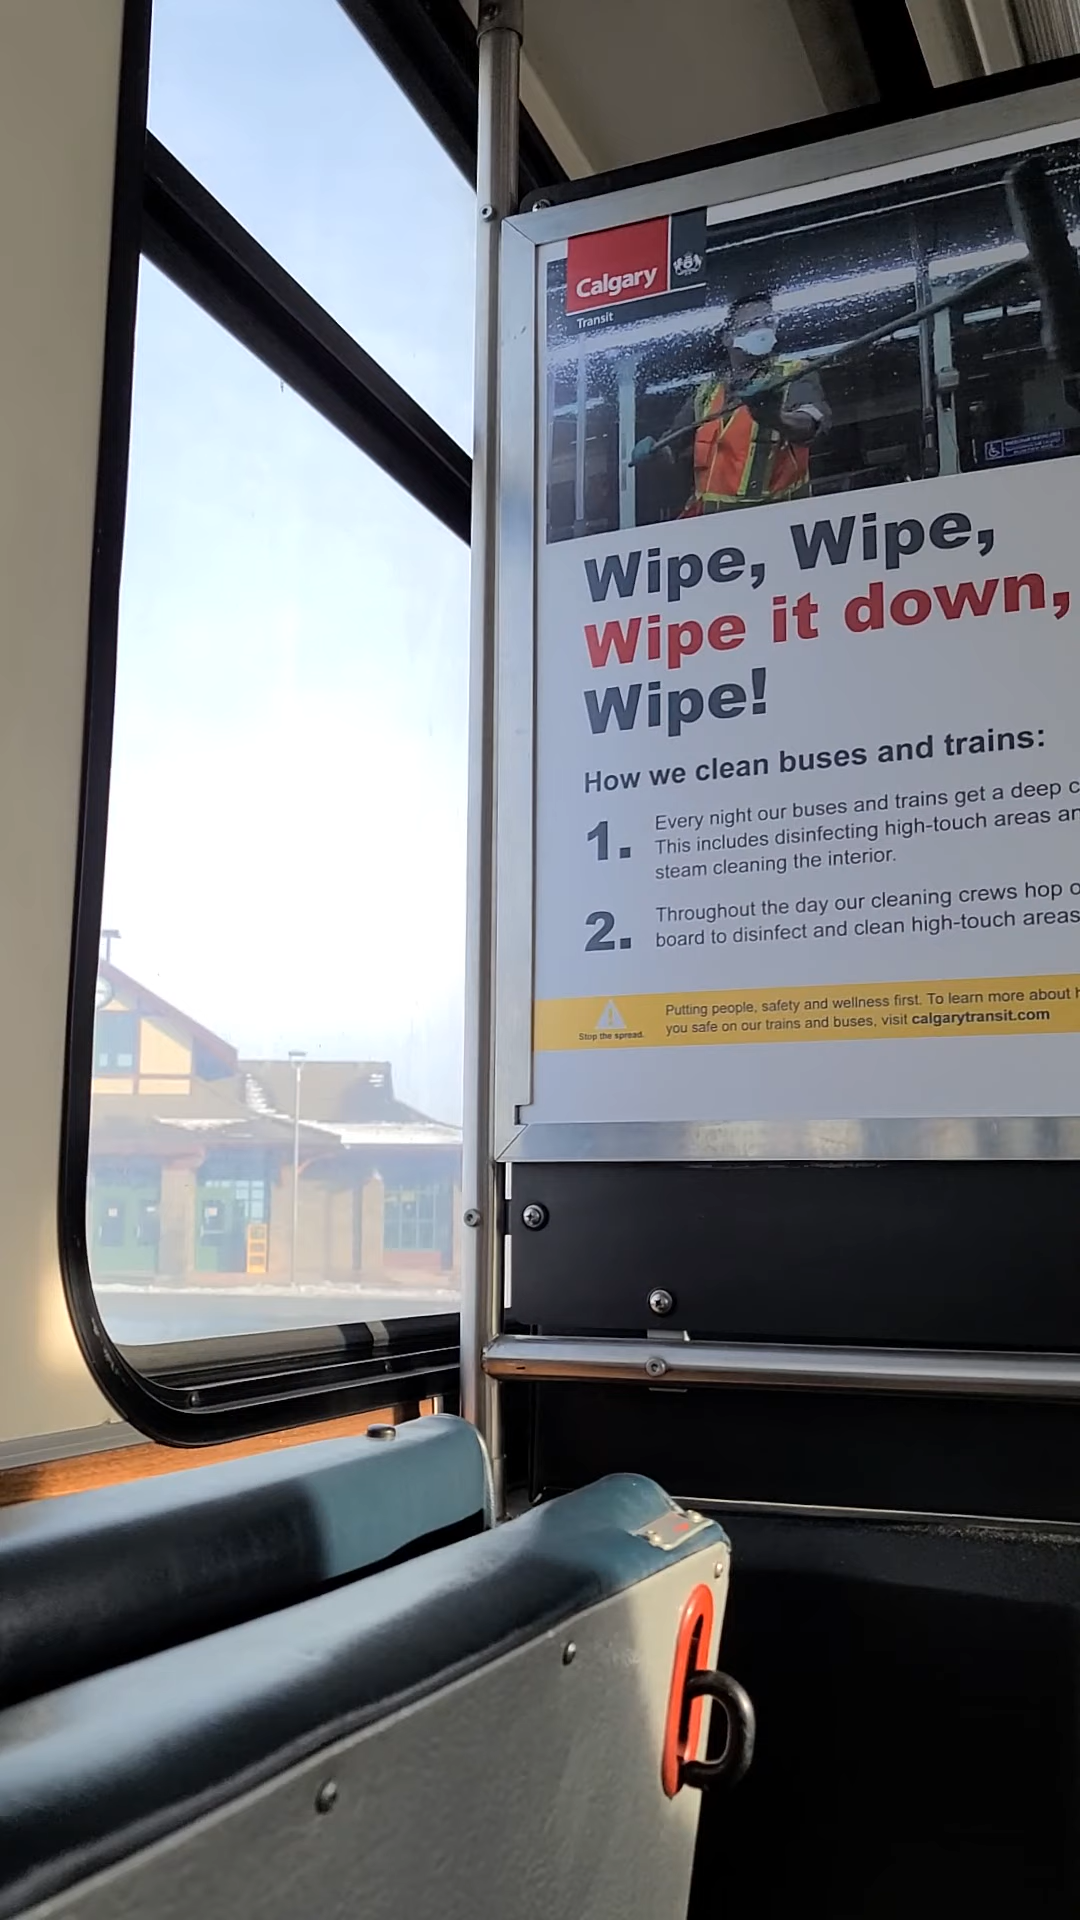 Calgary
Transit
Wipe, Wipe,
Wipe it down,
Wipe!
How we clean buses and trains:
1. Every night our buses and trains get a deep
This includes disinfecting high-touch areas
steam cleaning the interior.
2. Throughout the day our cleaning crews hop
board to disinfect and clean high-touch areas
Stop the spread.
Putting people, safety and wellness first. To learn more about
you safe on our trains and buses, visit calgarytransit.com